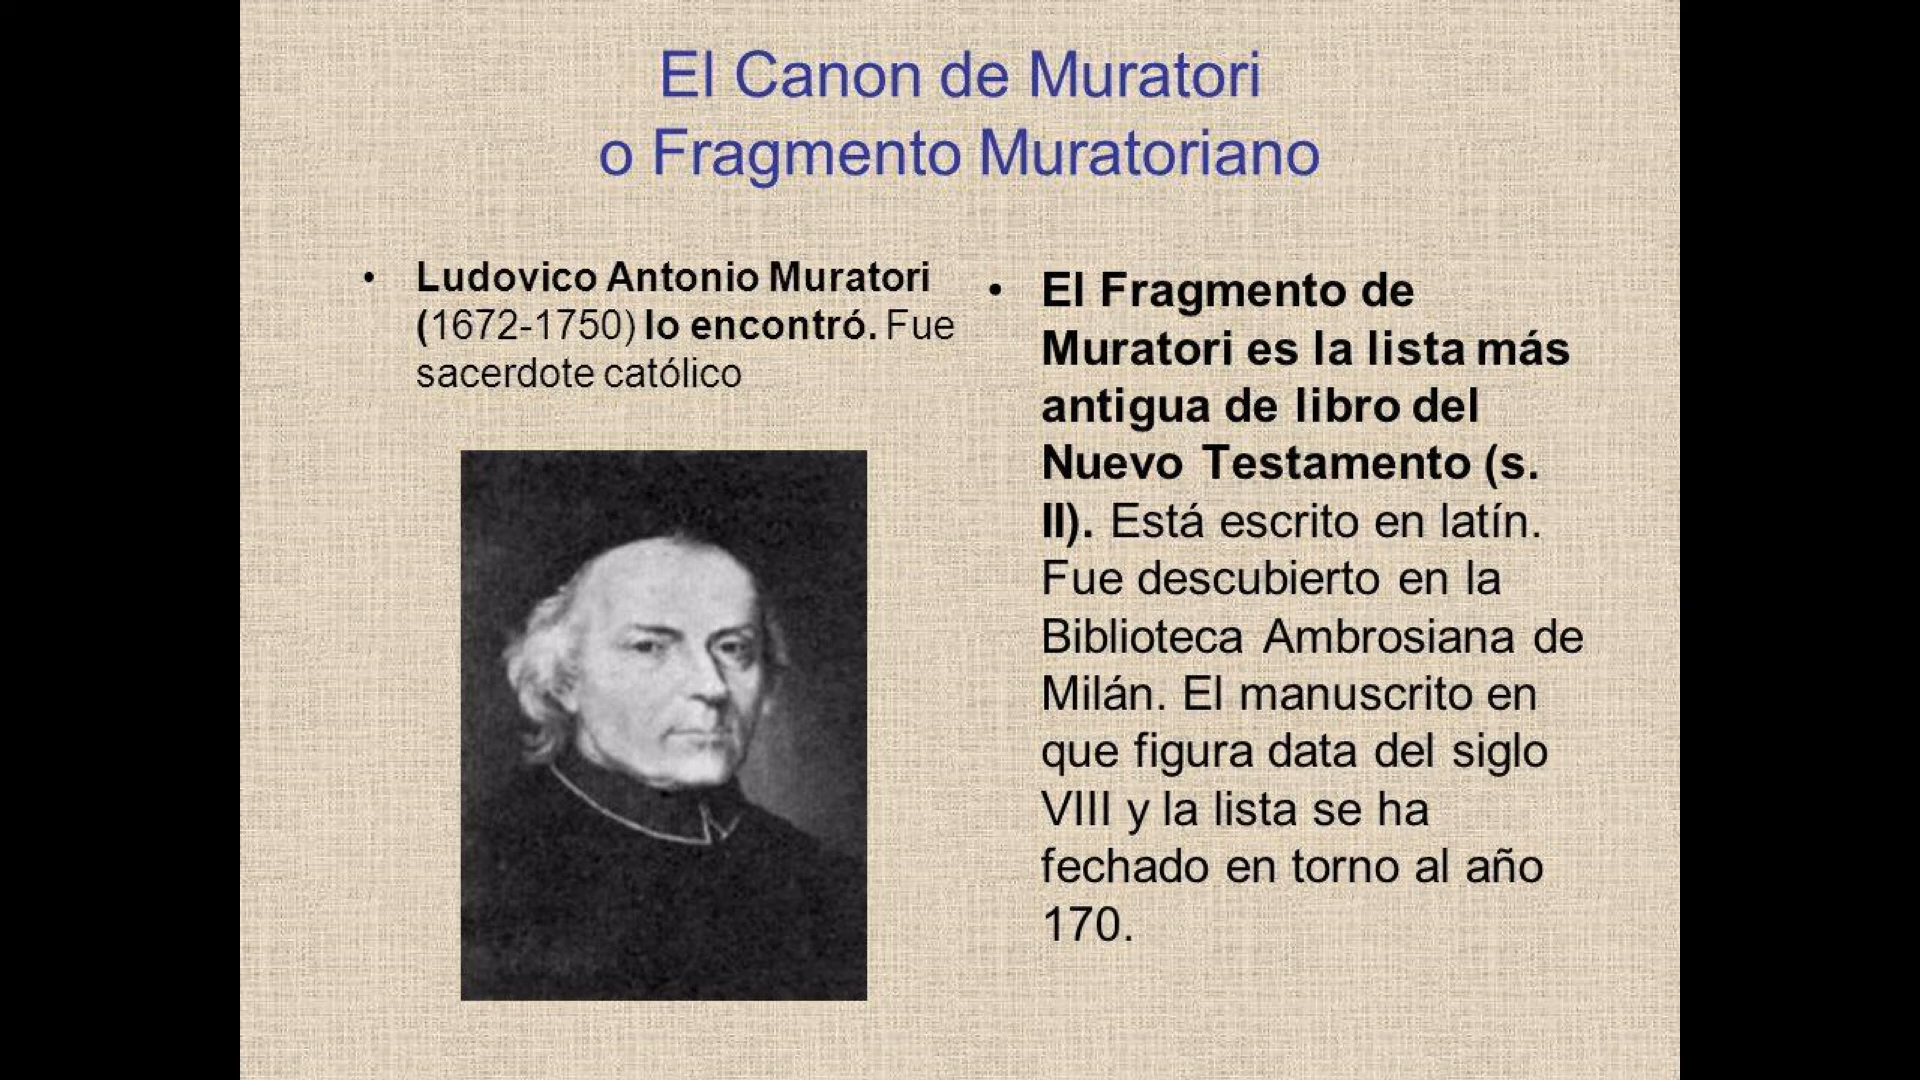 El Canon de Muratori
o Fragmento Muratoriano
• Ludovico Antonio Muratori
(1672-1750) lo encontró. Fue
sacerdote católico
• El Fragmento de
Muratori es la lista más
antigua de libro del
Nuevo Testamento (s.
II). Está escrito en latín.
Fue descubierto en la
Biblioteca Ambrosiana de
Milán. El manuscrito en
que figura data del siglo
VIII y la lista se ha
fechado en torno al año
170.